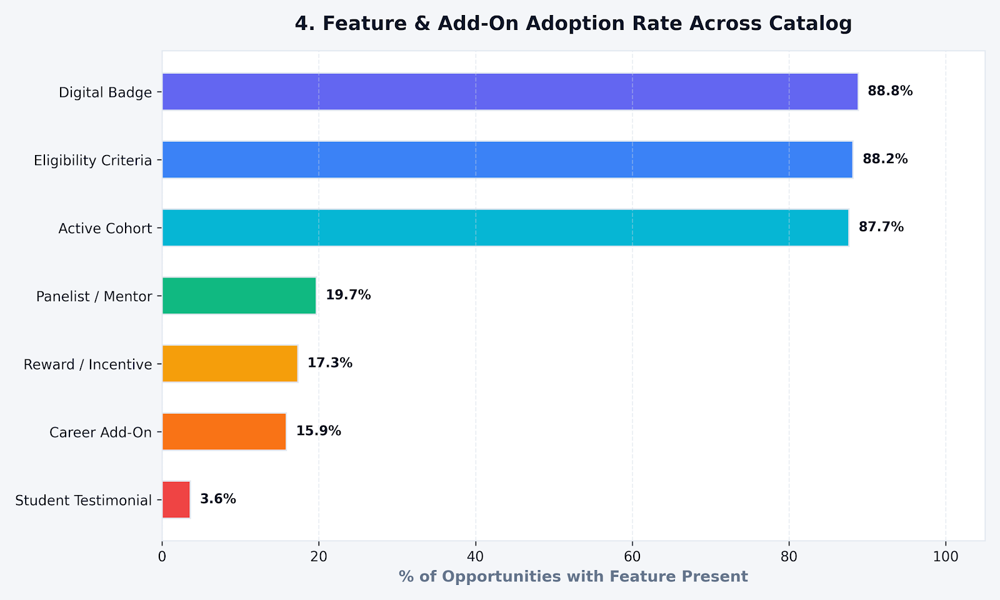 4. Feature & Add-On Adoption Rate Across Catalog
Digital Badge
88.8%
Eligibility Criteria
88.2%
Active Cohort
87.7%
Panelist / Mentor
19.7%
Reward / Incentive
17.3%
Career Add-On
15.9%
Student Testimonial
3.6%
0 20 40 60 80 100
% of Opportunities with Feature Present